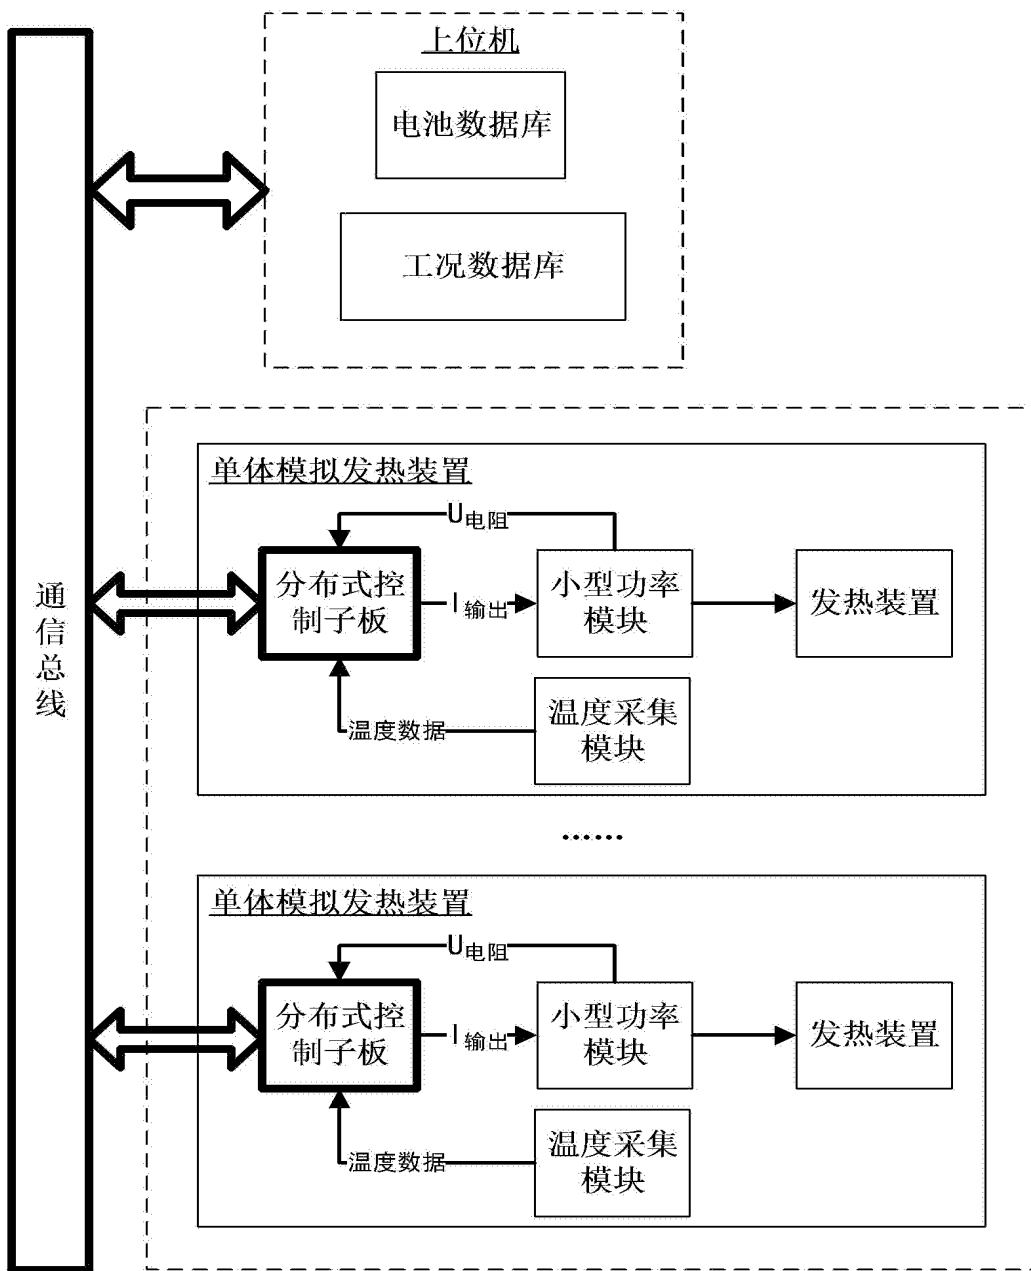 上位机
电池数据库
工况数据库
通信总线
单体模拟发热装置
U电阻
分布式控
制子板
I输出
小型功率
模块
发热装置
温度数据
温度采集
模块
......
单体模拟发热装置
U电阻
分布式控
制子板
I输出
小型功率
模块
发热装置
温度数据
温度采集
模块